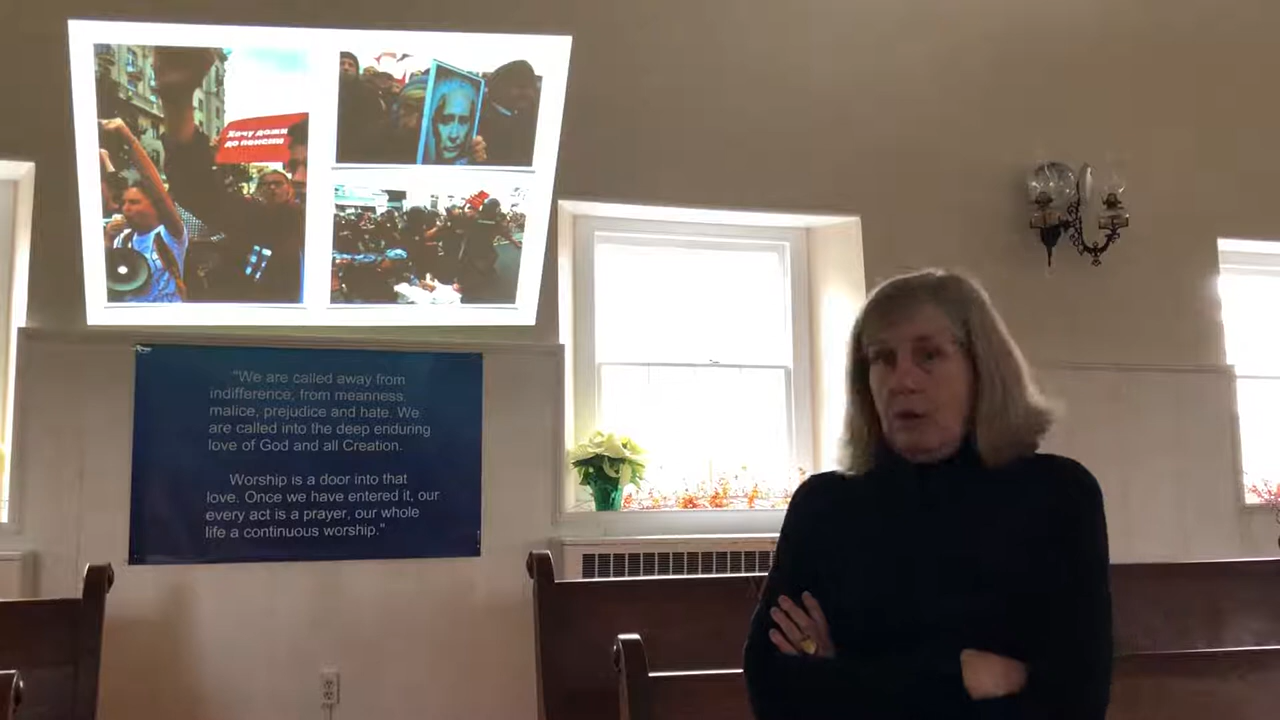 Хочу дожи
до пенсии
"We are called away from
indifference, from meanness,
malice, prejudice and hate. We
are called into the deep enduring
love of God and all Creation.
Worship is a door into that
love. Once we have entered it, our
every act is a prayer, our whole
life a continuous worship."